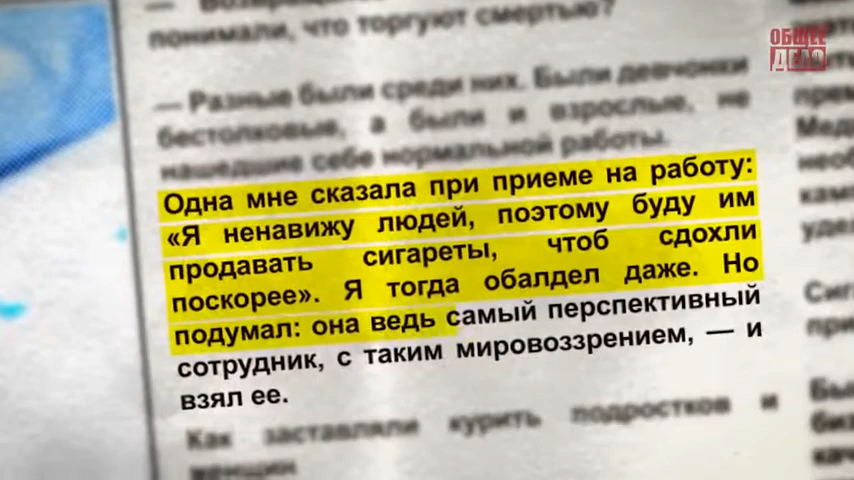 ОБЩЕЕ
ДЕЛО
понимали, что торгуют смертью?
— Разные были среди них. Были девчонки
бестолковые, а были и взрослые, не
нашедшие себе нормальной работы.
Одна мне сказала при приеме на работу:
«Я ненавижу людей, поэтому буду им
продавать сигареты, чтоб сдохли
поскорее». Я тогда обалдел даже. Но
подумал: она ведь самый перспективный
сотрудник, с таким мировоззрением, — и
взял ее.
Как заставляли курить подростков и
женщин